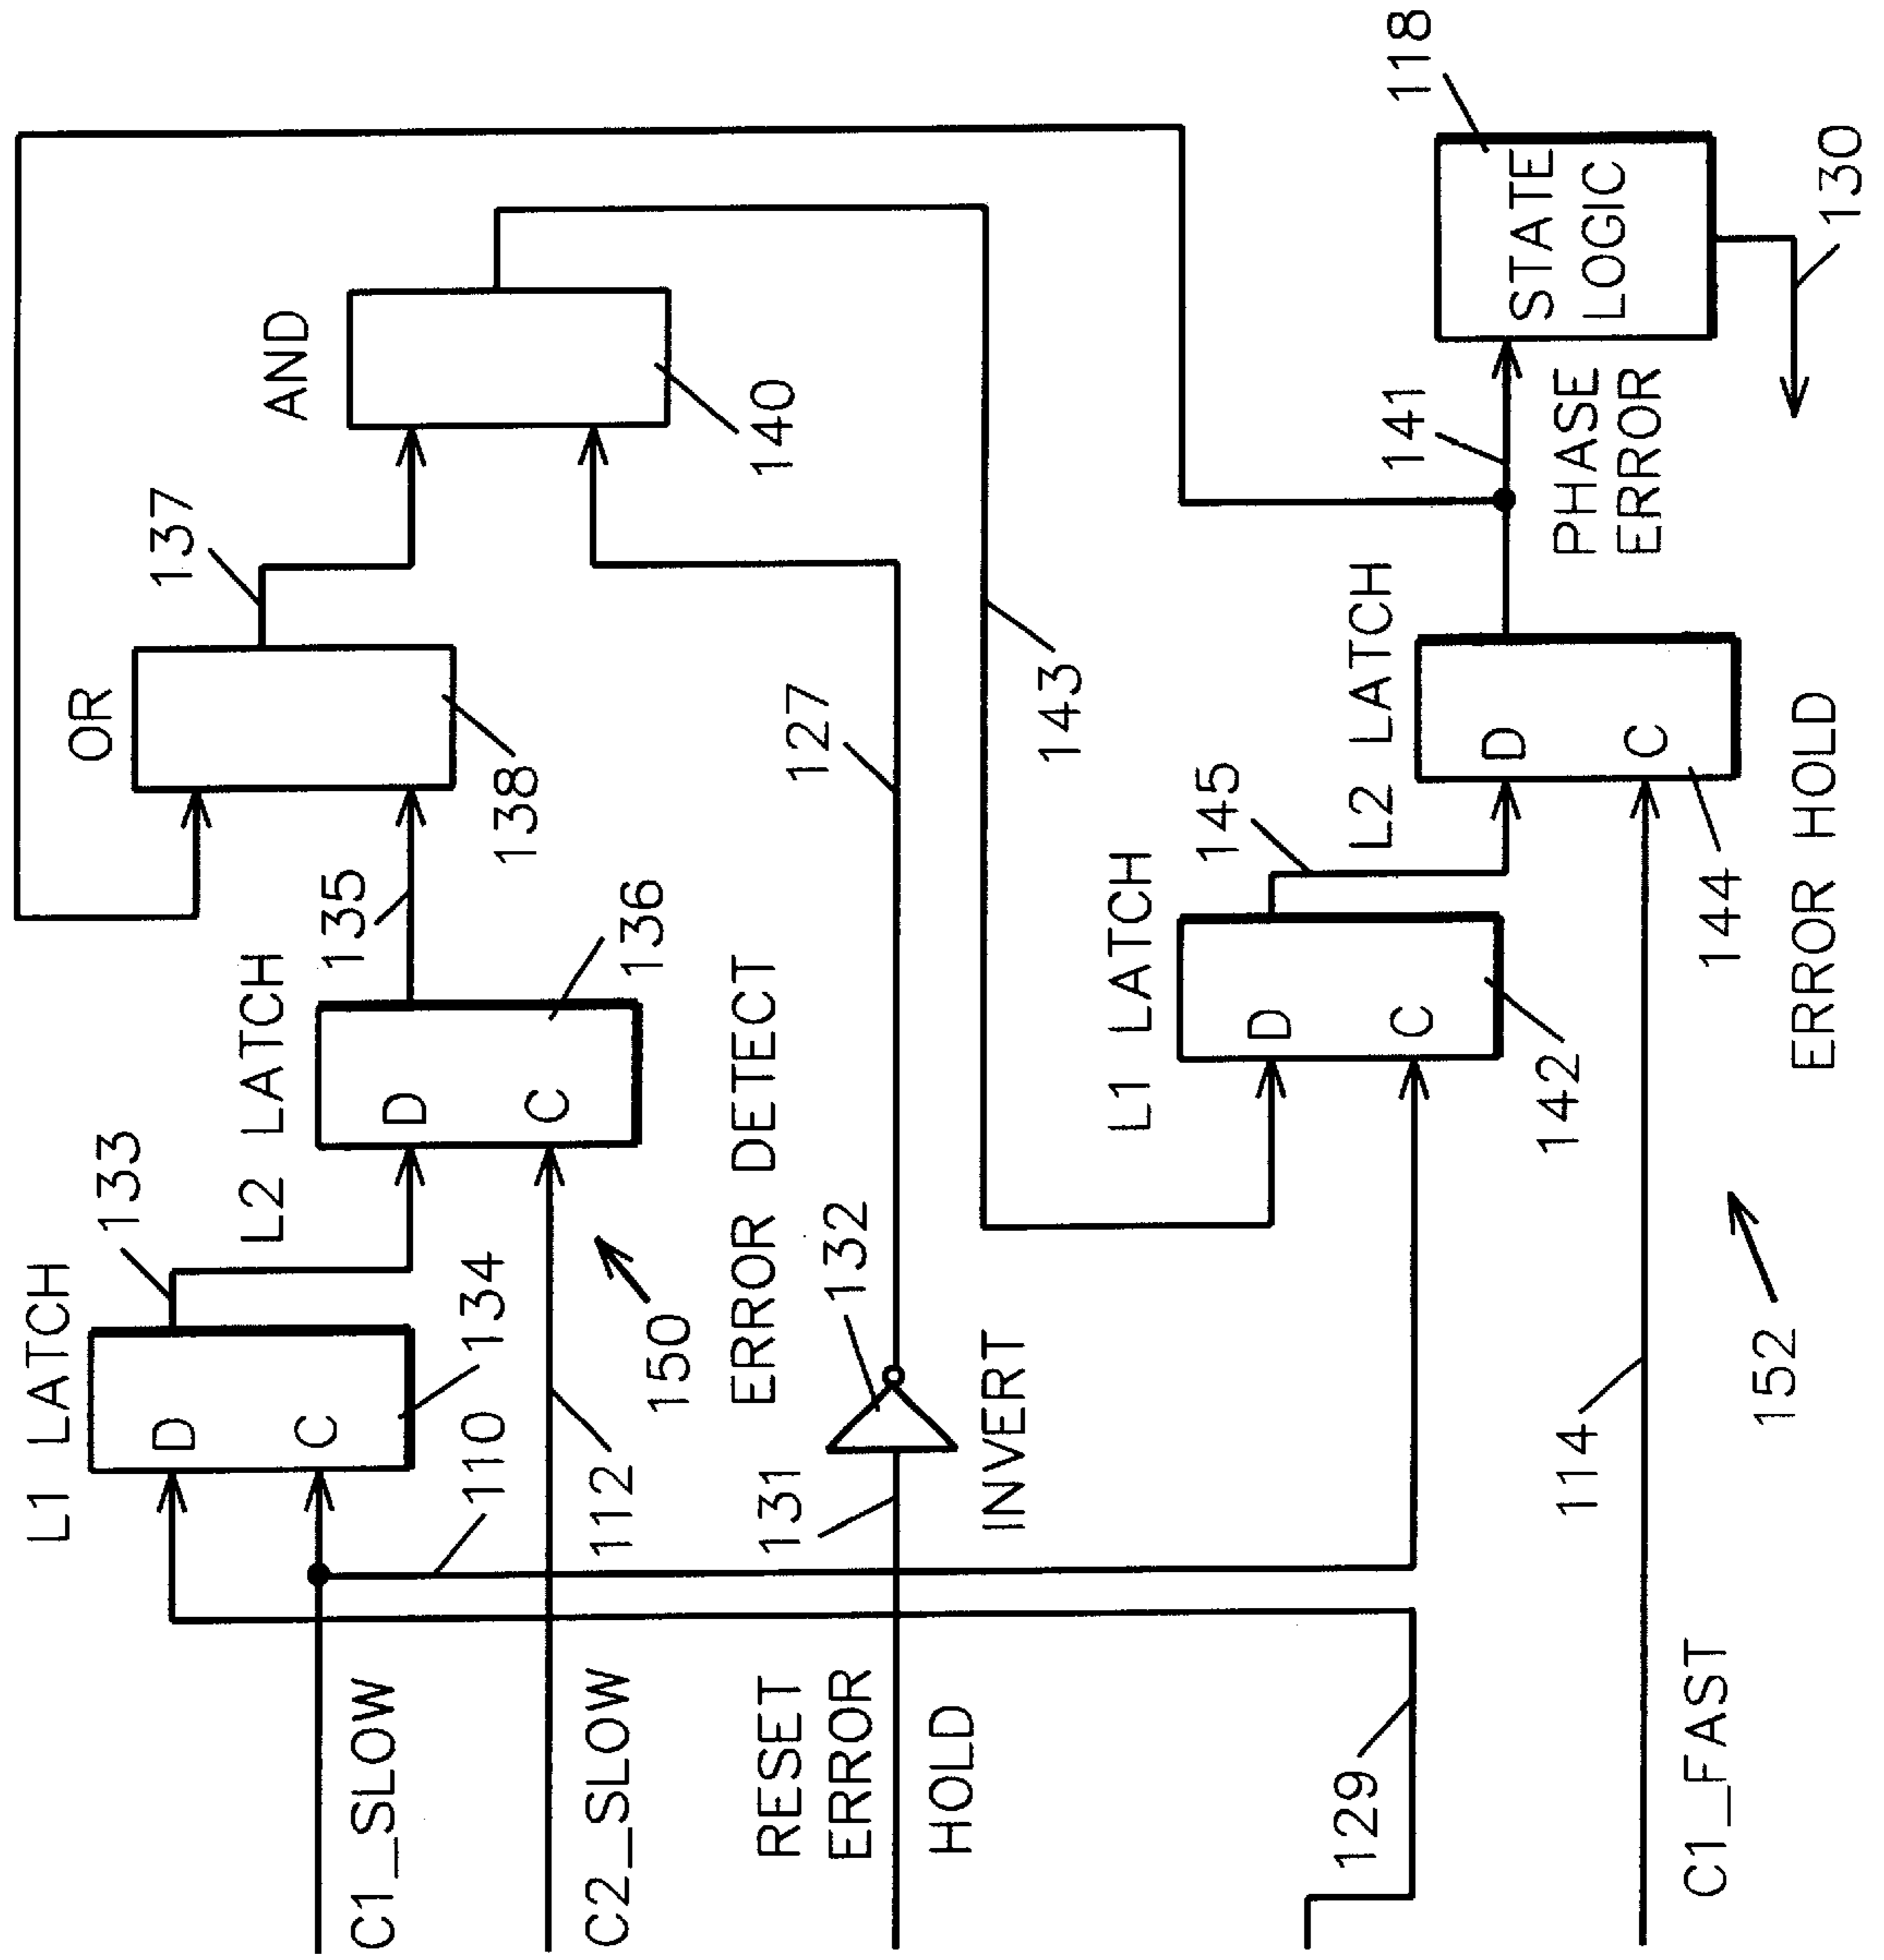 L1 LATCH
D
C
134
133
C1_SLOW
110
L2 LATCH
D
C
136
135
C2_SLOW
112
150
ERROR DETECT
OR
138
137
AND
140
RESET
ERROR
HOLD
131
132
INVERT
127
143
129
L1 LATCH
D
C
142
145
L2 LATCH
D
C
144
141
PHASE
ERROR
STATE
LOGIC
118
130
C1_FAST
114
152
ERROR HOLD